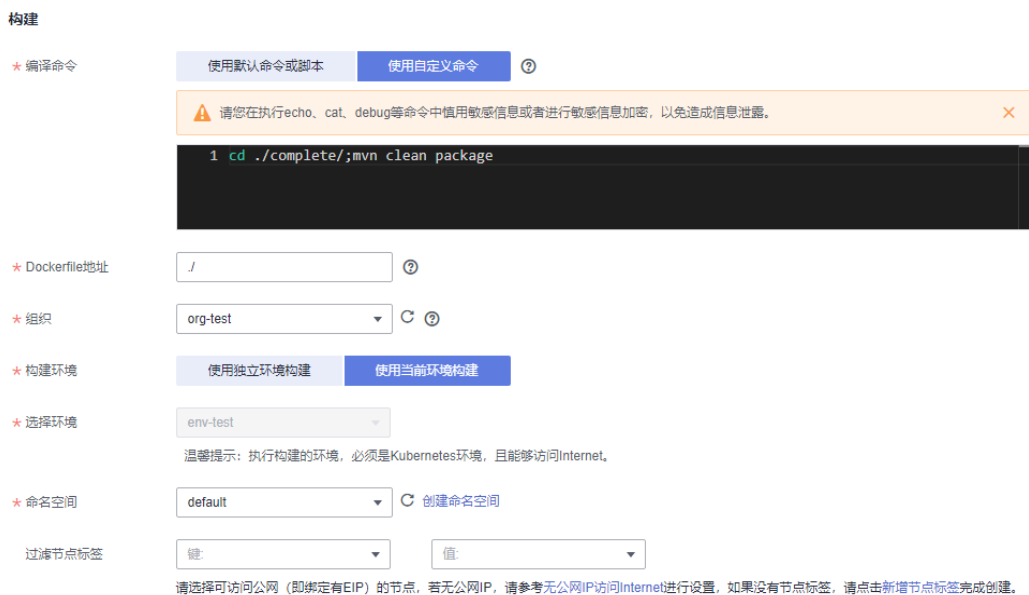 构建
* 编译命令 使用默认命令或脚本 使用自定义命令 ?
请您在执行echo、cat、debug等命令中慎用敏感信息或者进行敏感信息加密，以免造成信息泄露。
1 cd ./complete/;mvn clean package
* Dockerfile地址 ./ ?
* 组织 org-test ?
* 构建环境 使用独立环境构建 使用当前环境构建
* 选择环境 env-test
温馨提示：执行构建的环境，必须是Kubernetes环境，且能够访问Internet。
* 命名空间 default 创建命名空间
过滤节点标签 键: 值:
请选择可访问公网（即绑定有EIP）的节点，若无公网IP，请参考无公网IP访问Internet进行设置，如果没有节点标签，请点击新增节点标签完成创建。